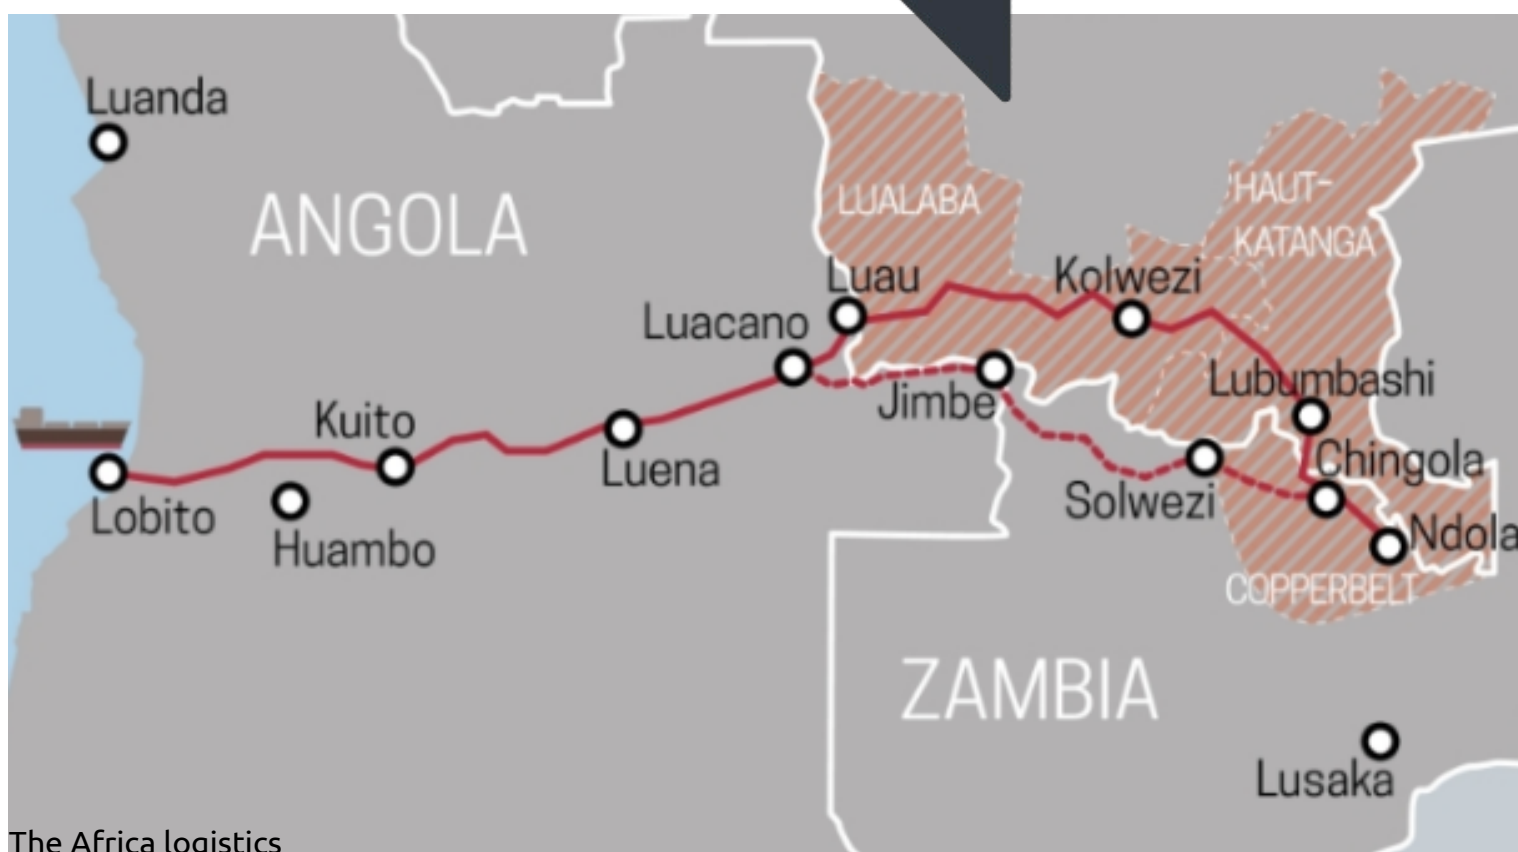 Luanda
ANGOLA
LUALABA
HAUT-
KATANGA
Luau
Kolwezi
Luacano
Jimbe
Lubumbashi
Kuito
Luena
Chingola
Lobito
Solwezi
Huambo
Ndola
COPPERBELT
ZAMBIA
Lusaka
The Africa logistics